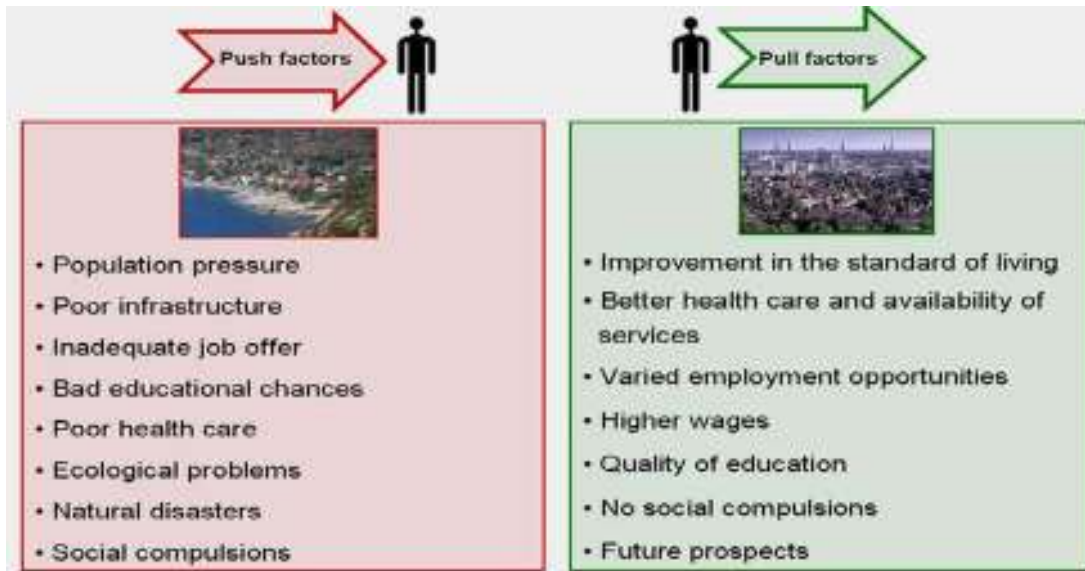 Push factors
Pull factors
• Population pressure
• Poor infrastructure
• Inadequate job offer
• Bad educational chances
• Poor health care
• Ecological problems
• Natural disasters
• Social compulsions
• Improvement in the standard of living
• Better health care and availability of
services
• Varied employment opportunities
• Higher wages
• Quality of education
• No social compulsions
• Future prospects